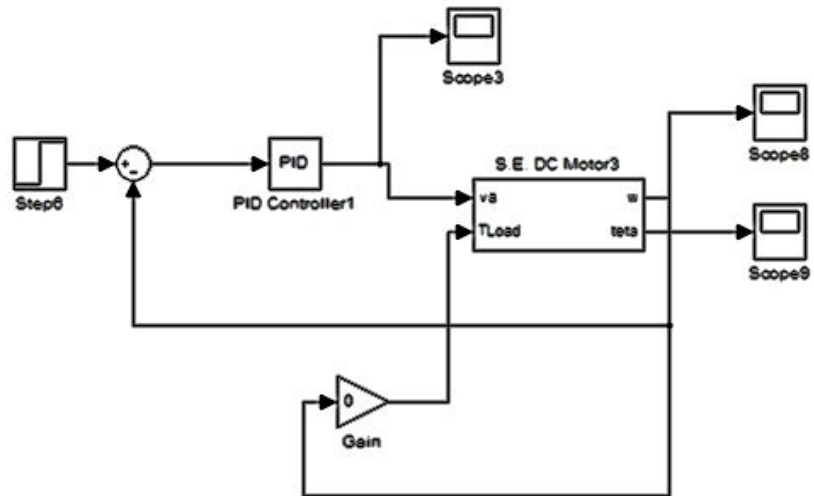 Scope3
Scope8
S.E. DC Motor3
PID
Step6
PID Controller1
va
w
TLoad
teta
Scope9
0
Gain